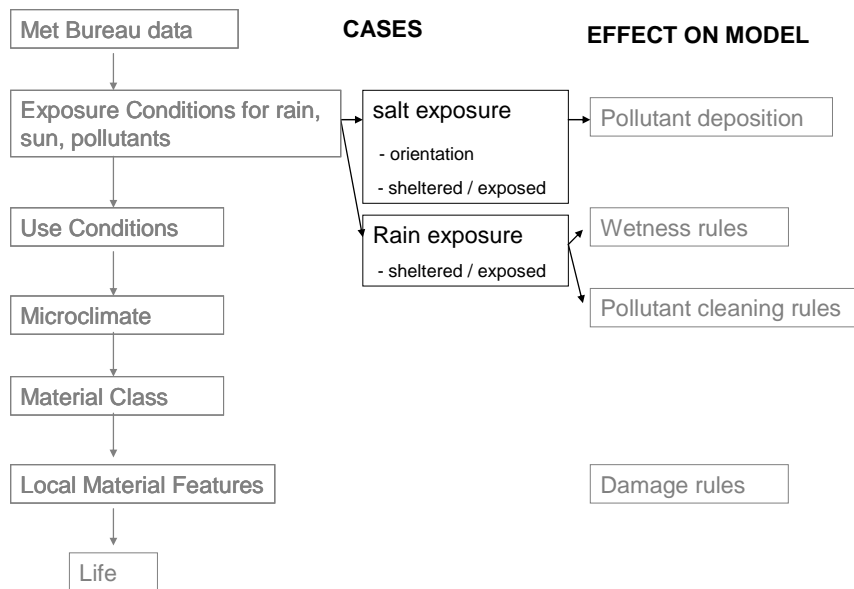 Met Bureau data
CASES
EFFECT ON MODEL
Exposure Conditions for rain,
sun, pollutants
salt exposure
- orientation
- sheltered / exposed
Pollutant deposition
Use Conditions
Rain exposure
- sheltered / exposed
Wetness rules
Microclimate
Pollutant cleaning rules
Material Class
Local Material Features
Damage rules
Life